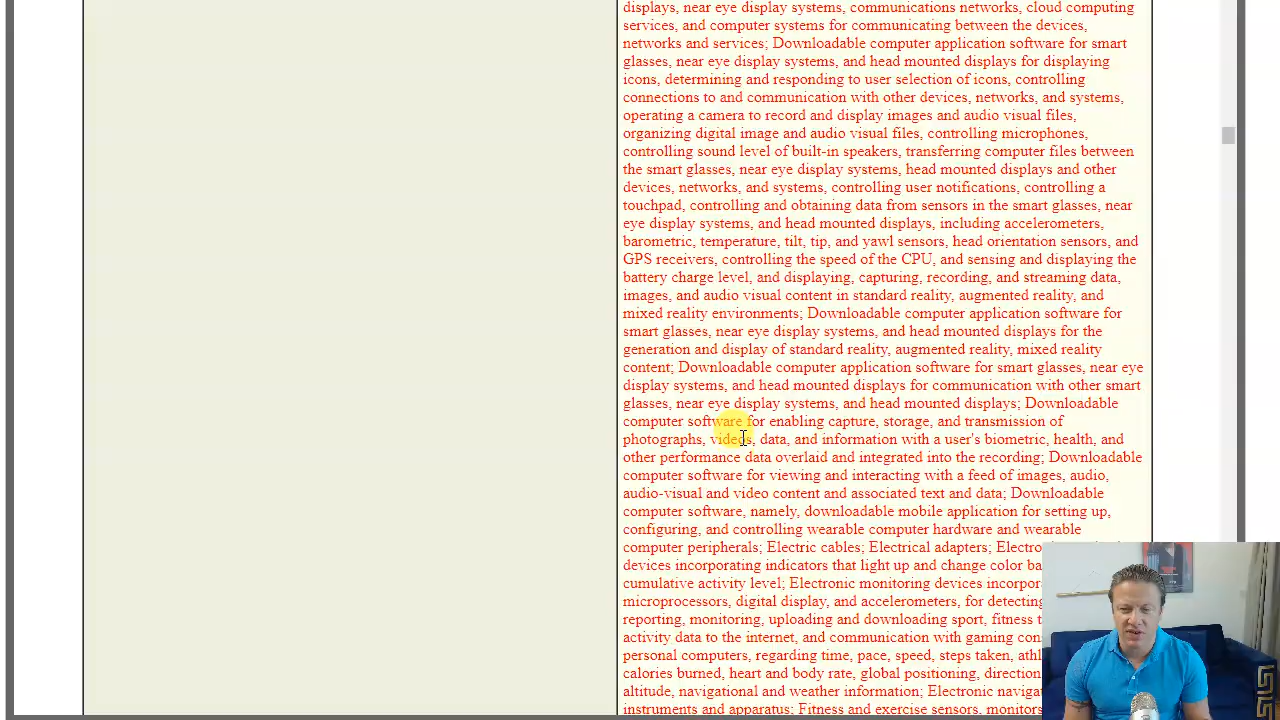 displays, near eye display systems, communications networks, cloud computing
services, and computer systems for communicating between the devices,
networks and services; Downloadable computer application software for smart
glasses, near eye display systems, and head mounted displays for displaying
icons, determining and responding to user selection of icons, controlling
connections to and communication with other devices, networks, and systems,
operating a camera to record and display images and audio visual files,
organizing digital image and audio visual files, controlling microphones,
controlling sound level of built-in speakers, transferring computer files between
the smart glasses, near eye display systems, head mounted displays and other
devices, networks, and systems, controlling user notifications, controlling a
touchpad, controlling and obtaining data from sensors in the smart glasses, near
eye display systems, and head mounted displays, including accelerometers,
barometric, temperature, tilt, tip, and yawl sensors, head orientation sensors, and
GPS receivers, controlling the speed of the CPU, and sensing and displaying the
battery charge level, and displaying, capturing, recording, and streaming data,
images, and audio visual content in standard reality, augmented reality, and
mixed reality environments; Downloadable computer application software for
smart glasses, near eye display systems, and head mounted displays for the
generation and display of standard reality, augmented reality, mixed reality
content; Downloadable computer application software for smart glasses, near eye
display systems, and head mounted displays for communication with other smart
glasses, near eye display systems, and head mounted displays; Downloadable
computer software for enabling capture, storage, and transmission of
photographs, videos, data, and information with a user's biometric, health, and
other performance data overlaid and integrated into the recording; Downloadable
computer software for viewing and interacting with a feed of images, audio,
audio-visual and video content and associated text and data; Downloadable
computer software, namely, downloadable mobile application for setting up,
configuring, and controlling wearable computer hardware and wearable
computer peripherals; Electric cables; Electrical adapters;
devices incorporating indicators that light up and change color
cumulative activity level; Electronic monitoring devices
microprocessors, digital display, and accelerometers, for detecting
reporting, monitoring, uploading and downloading sport, fitness
activity data to the internet, and communication with gaming
personal computers, regarding time, pace, speed, steps taken,
calories burned, heart and body rate, global positioning,
altitude, navigational and weather information; Electronic
instruments and apparatus; Fitness and exercise sensors, monitors